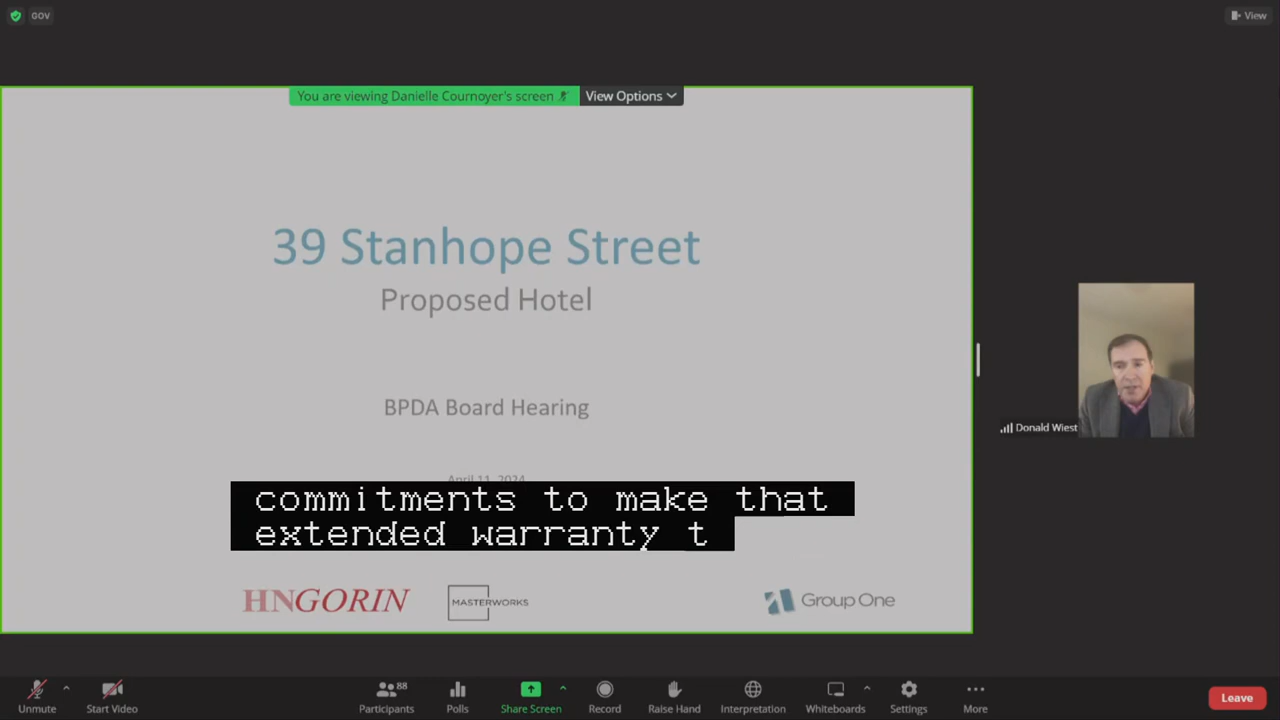 GOV
View
You are viewing Danielle Cournoyer's screen
View Options
39 Stanhope Street
Proposed Hotel
BPDA Board Hearing
April 11, 2024
commitments to make that
extended warranty t
HNGORIN
MASTERWORKS
Group One
Donald Wiest
Unmute
Start Video
88
Participants
Polls
Share Screen
Record
Raise Hand
Interpretation
Whiteboards
Settings
More
Leave